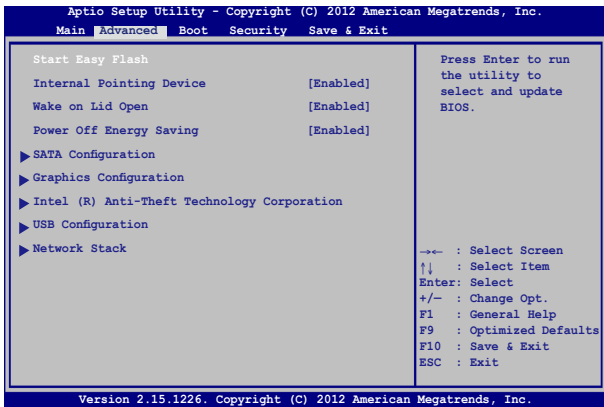 Aptio Setup Utility - Copyright (C) 2012 American Megatrends, Inc.
Main Advanced Boot Security Save & Exit
Start Easy Flash
Internal Pointing Device [Enabled]
Wake on Lid Open [Enabled]
Power Off Energy Saving [Enabled]
SATA Configuration
Graphics Configuration
Intel (R) Anti-Theft Technology Corporation
USB Configuration
Network Stack
Press Enter to run
the utility to
select and update
BIOS.
→← : Select Screen
↑↓ : Select Item
Enter: Select
+/— : Change Opt.
F1 : General Help
F9 : Optimized Defaults
F10 : Save & Exit
ESC : Exit
Version 2.15.1226. Copyright (C) 2012 American Megatrends, Inc.